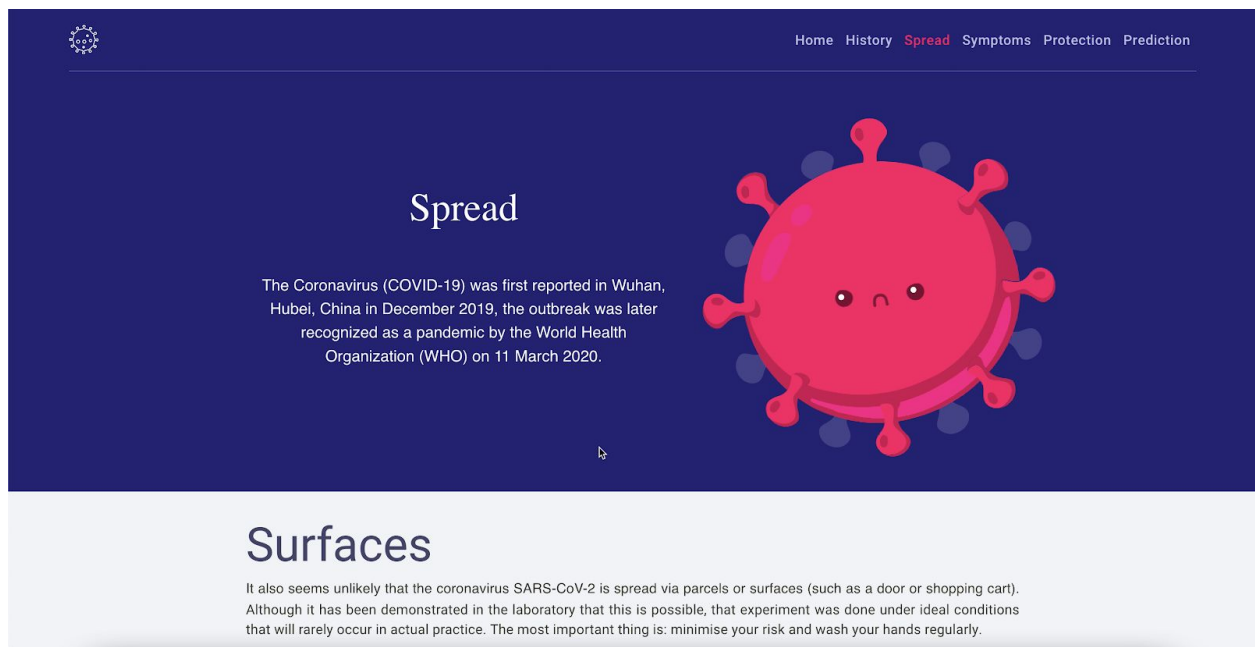 Home History Spread Symptoms Protection Prediction
Spread
The Coronavirus (COVID-19) was first reported in Wuhan,
Hubei, China in December 2019, the outbreak was later
recognized as a pandemic by the World Health
Organization (WHO) on 11 March 2020.
Surfaces
It also seems unlikely that the coronavirus SARS-CoV-2 is spread via parcels or surfaces (such as a door or shopping cart).
Although it has been demonstrated in the laboratory that this is possible, that experiment was done under ideal conditions
that will rarely occur in actual practice. The most important thing is: minimise your risk and wash your hands regularly.